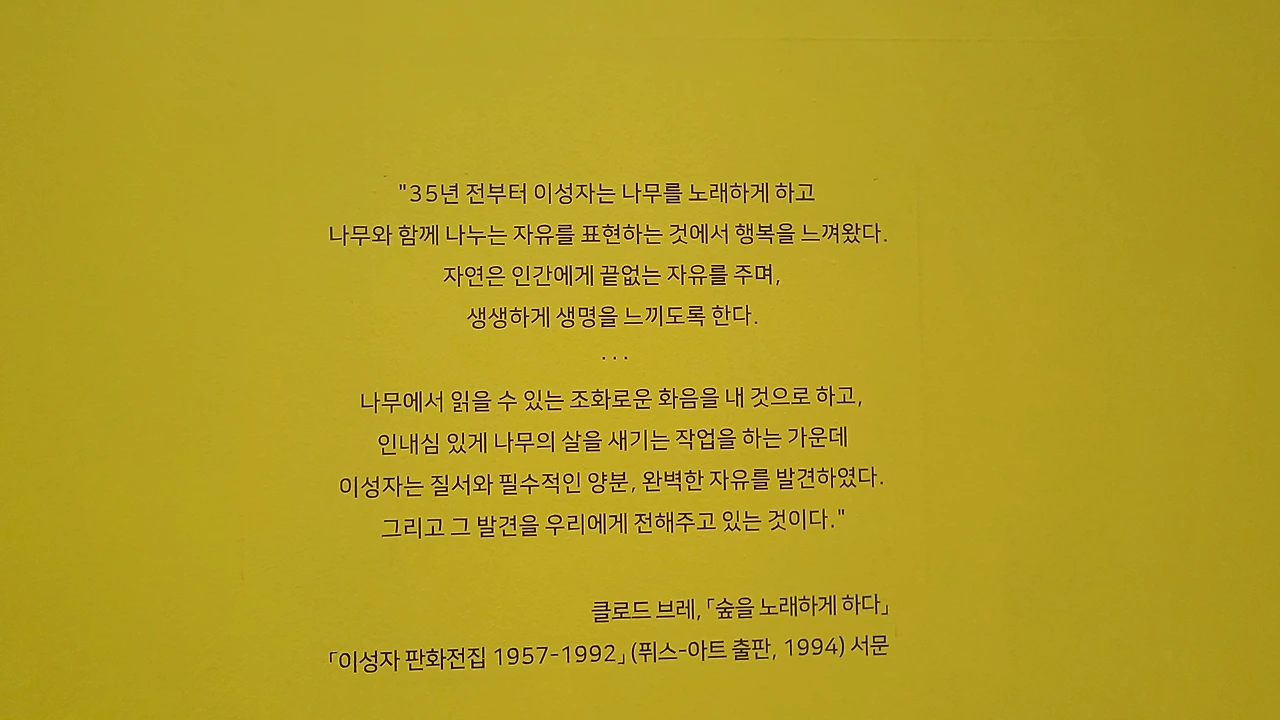 "35년 전부터 이성자는 나무를 노래하게 하고
나무와 함께 나누는 자유를 표현하는 것에서 행복을 느껴왔다.
자연은 인간에게 끝없는 자유를 주며,
생생하게 생명을 느끼도록 한다.
...
나무에서 읽을 수 있는 조화로운 화음을 내 것으로 하고,
인내심 있게 나무의 살을 새기는 작업을 하는 가운데
이성자는 질서와 필수적인 양분, 완벽한 자유를 발견하였다.
그리고 그 발견을 우리에게 전해주고 있는 것이다."
클로드 브레, 「숲을 노래하게 하다」
「이성자 판화전집 1957-1992」 (퓌스-아트 출판, 1994) 서문